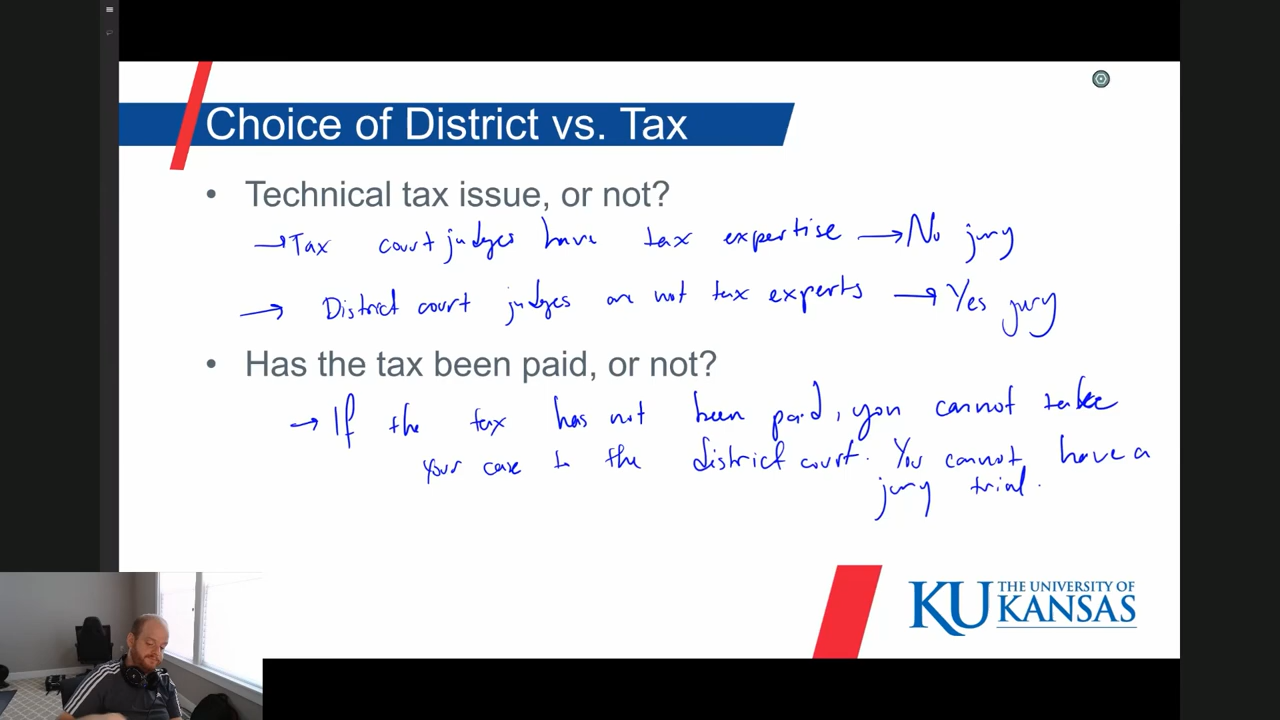 Choice of District vs. Tax
• Technical tax issue, or not?
→ Tax court judges have tax expertise → No jury
→ District court judges are not tax experts → Yes jury
• Has the tax been paid, or not?
→ If the tax has not been paid, you cannot take
your case to the district court. You cannot have a
jury trial.
KU THE UNIVERSITY OF
KANSAS